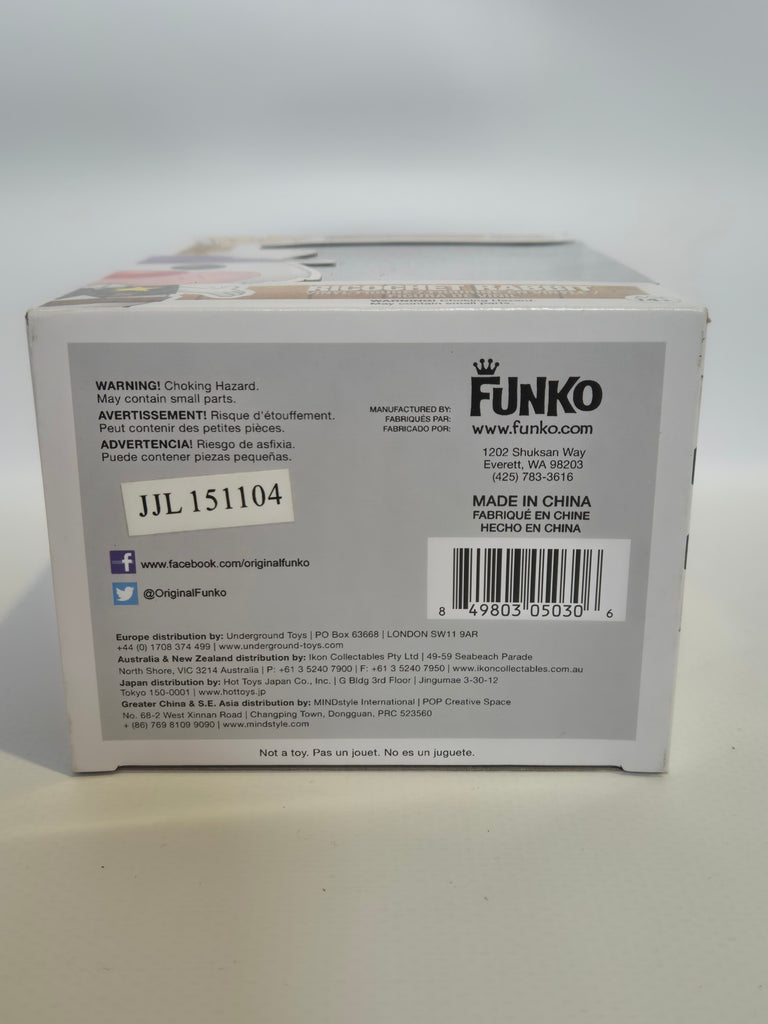 RICOCHET RABBIT
WARNING! Choking Hazard
May contain small parts.
WARNING! Choking Hazard.
May contain small parts.
AVERTISSEMENT! Risque d'étouffement.
Peut contenir des petites pièces.
ADVERTENCIA! Riesgo de asfixia.
Puede contener piezas pequeñas.
JJL 151104
www.facebook.com/originalfunko
@OriginalFunko
MANUFACTURED BY:
FABRIQUÉS PAR:
FABRICADO POR:
FUNKO
www.funko.com
1202 Shuksan Way
Everett, WA 98203
(425) 783-3616
MADE IN CHINA
FABRIQUÉ EN CHINE
HECHO EN CHINA
8 49803 05030 6
Europe distribution by: Underground Toys | PO Box 63668 | LONDON SW11 9AR
+44 (0) 1708 374 499 | www.underground-toys.com
Australia & New Zealand distribution by: Ikon Collectables Pty Ltd | 49-59 Seabeach Parade
North Shore, VIC 3214 Australia | P: +61 3 5240 7900 | F: +61 3 5240 7950 | www.ikoncollectables.com.au
Japan distribution by: Hot Toys Japan Co., Inc. | G Bldg 3rd Floor | Jingumae 3-30-12
Tokyo 150-0001 | www.hottoys.jp
Greater China & S.E. Asia distribution by: MINDstyle International | POP Creative Space
No. 68-2 West Xinnan Road | Changping Town, Dongguan, PRC 523560
+ (86) 769 8109 9090 | www.mindstyle.com
Not a toy. Pas un jouet. No es un juguete.